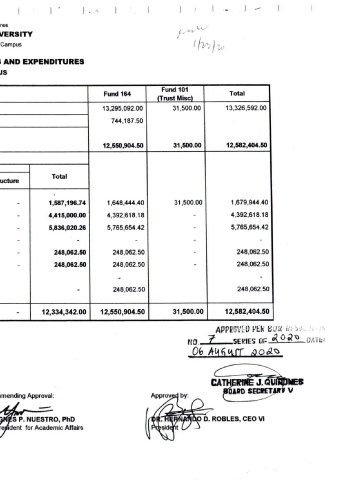 VERSITY
Campus
S AND EXPENDITURES
US
Fund 164 Fund 101 (Trust Misc) Total
13,295,092.00 31,500.00 13,326,592.00
744,187.50
12,550,904.50 31,500.00 12,582,404.50
ucture Total
-
- 1,587,196.74 1,648,444.40 31,500.00 1,679,944.40
- 4,415,000.00 4,392,618.18 - 4,392,618.18
- 5,836,020.26 5,765,654.42 - 5,765,654.42
- - - - -
- 248,062.50 248,062.50 - 248,062.50
- 248,062.50 248,062.50 - 248,062.50
- -
- 248,062.50 - 248,062.50
- 12,334,342.00 12,550,904.50 31,500.00 12,582,404.50
APPROVED PER BOR
NO. 7 SERIES OF 2020 DATED
06 AUGUST 2020
CATHERINE J. QUIÑONES
BOARD SECRETARY V
mmending Approval: Approved by:
GNES P. NUESTRO, PhD DR. HERNANDO D. ROBLES, CEO VI
resident for Academic Affairs President